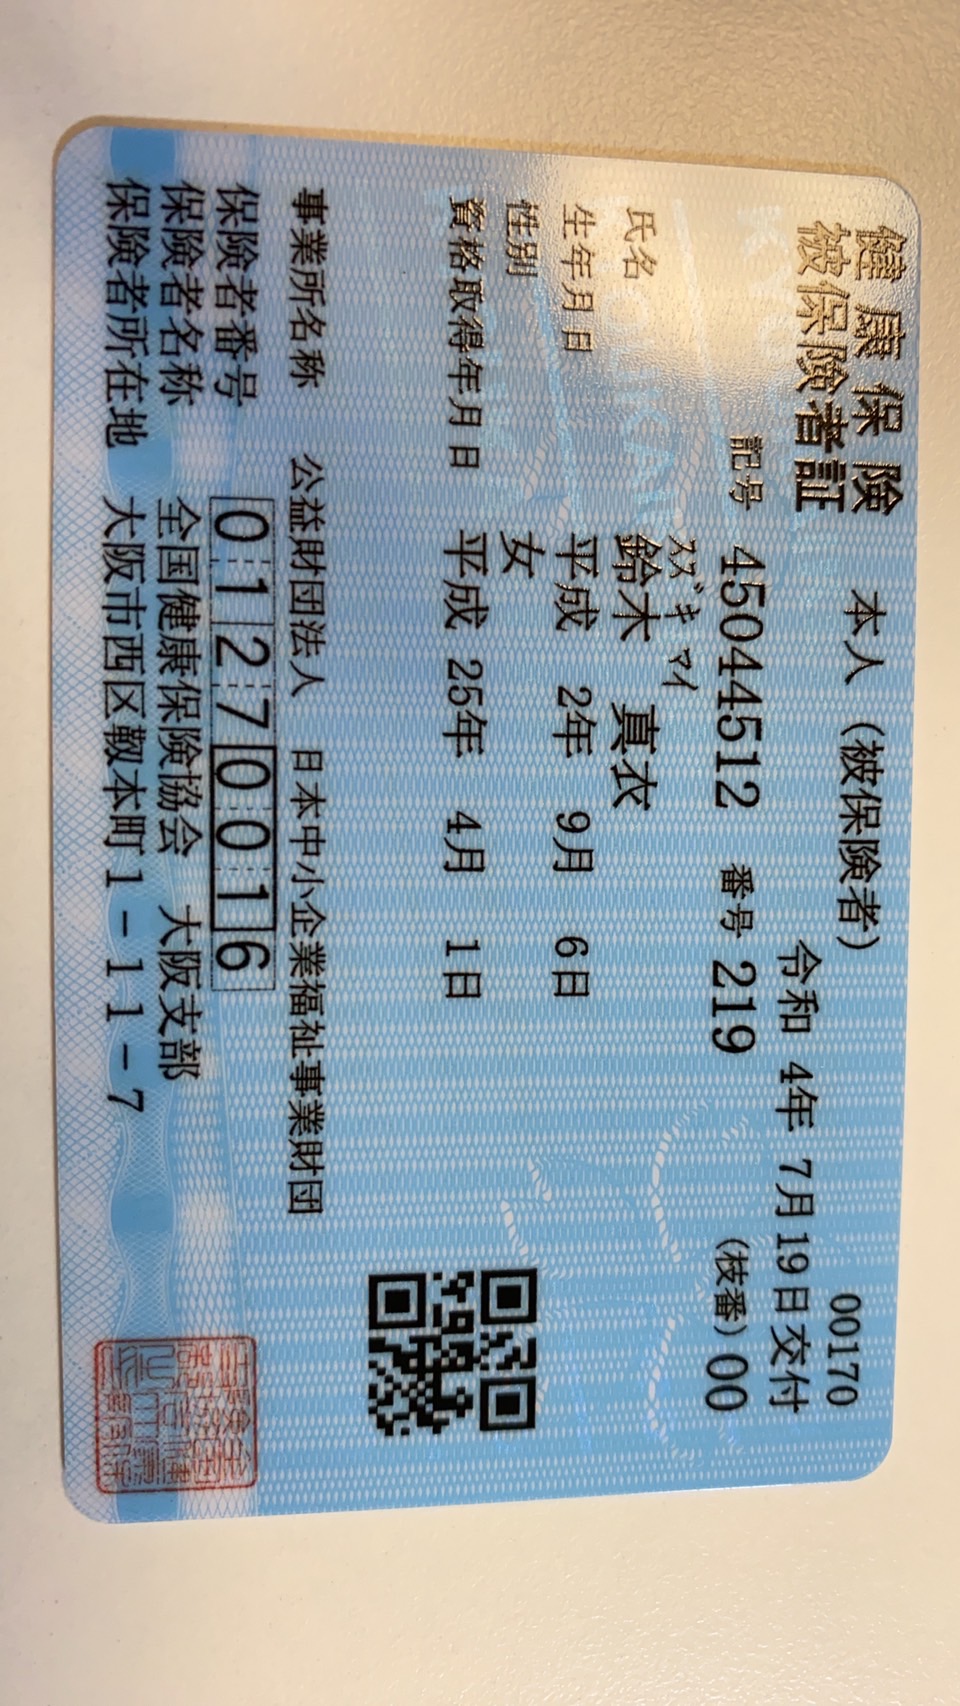 健康保険
被保険者証
本人（被保険者）
00170
令和 4年 7月19日交付
記号 45044512 番号 219 （枝番）00
ｽｽﾞｷ ﾏｲ
氏名 鈴木 真衣
生年月日 平成 2年 9月 6日
性別 女
資格取得年月日 平成 25年 4月 1日
事業所名称 公益財団法人 日本中小企業福祉事業財団
保険者番号 01270016
保険者名称 全国健康保険協会 大阪支部
保険者所在地 大阪市西区靱本町1-11-7